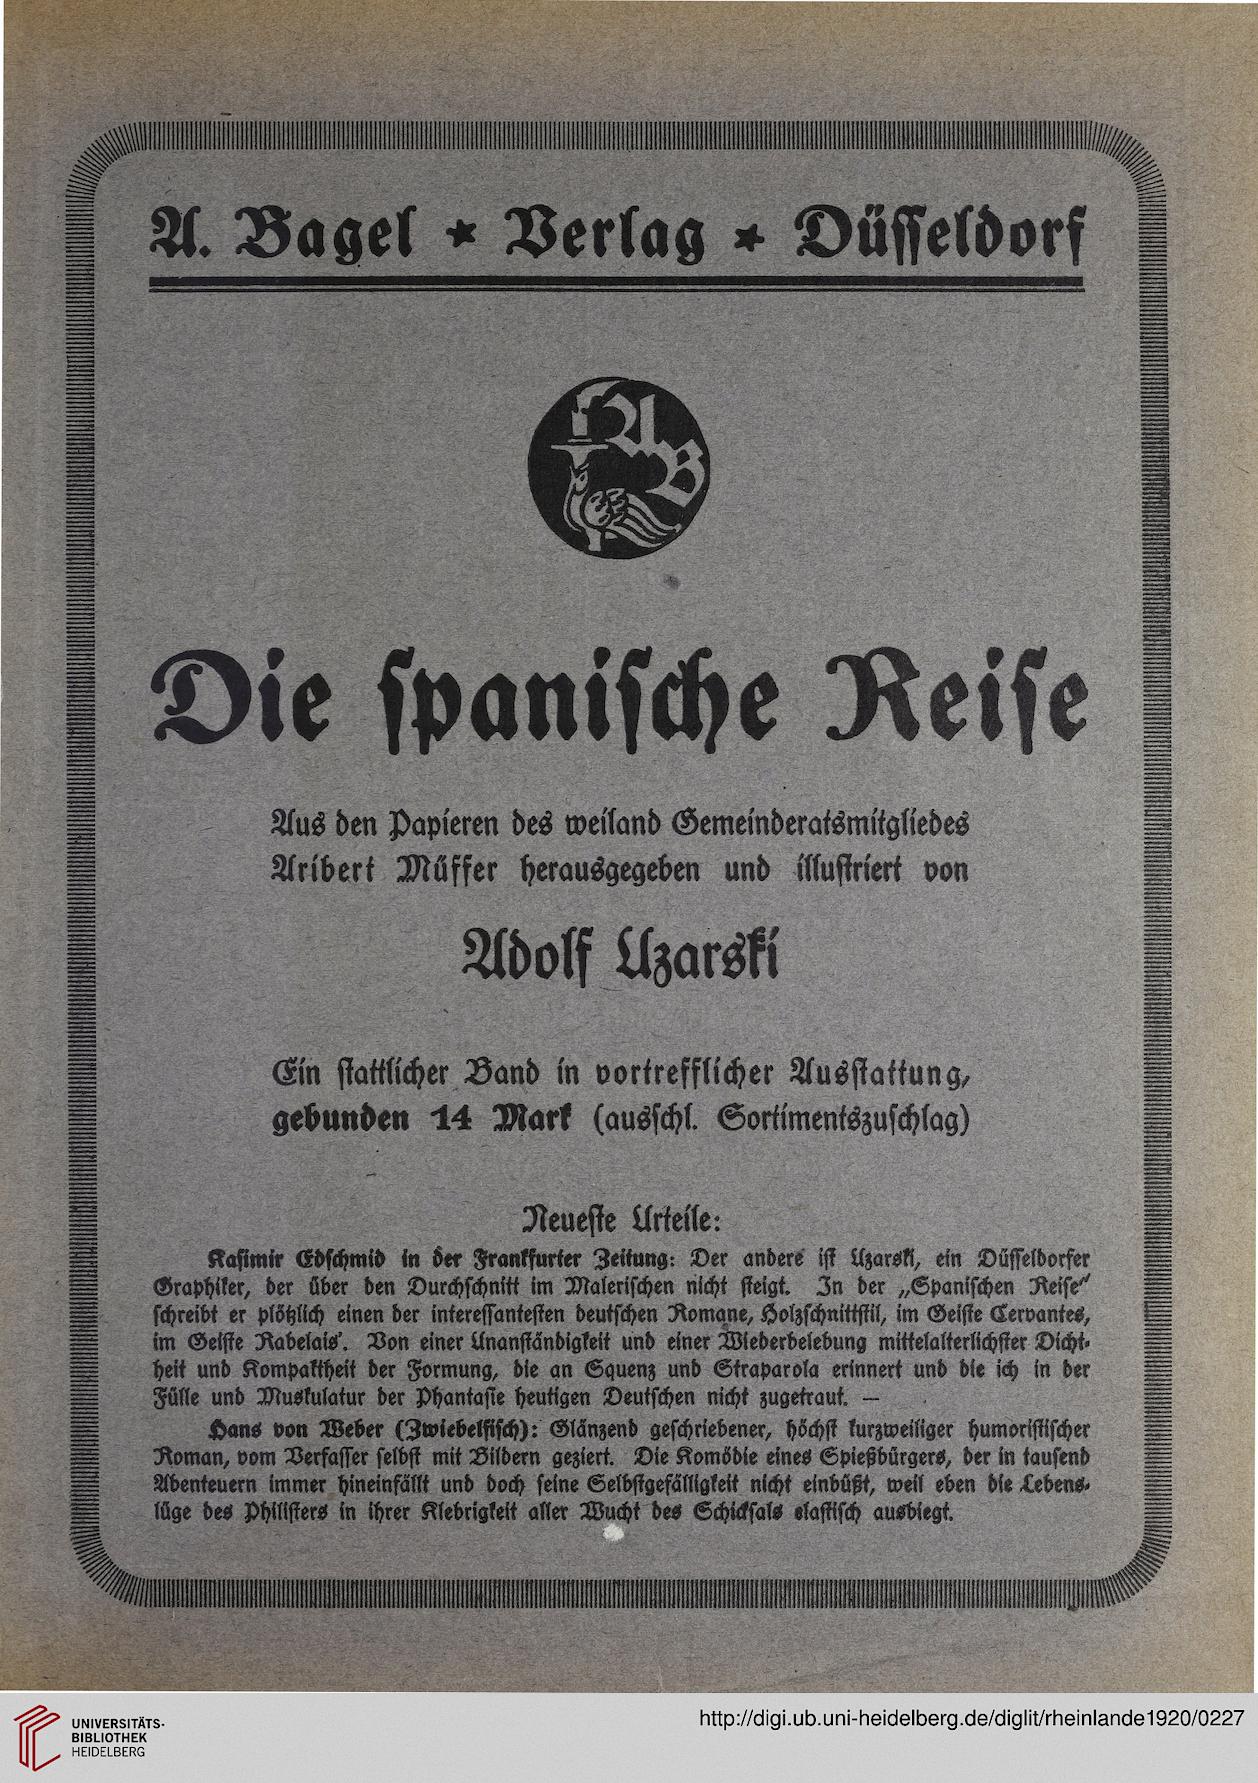 A. Bagel * Verlag * Düsseldorf
AB
Die spanische Reise
Aus den Papieren des weiland Gemeinderatsmitgliedes
Aribert Müffer herausgegeben und illustriert von
Adolf Uzarski
Ein stattlicher Band in vortrefflicher Ausstattung,
gebunden 14 Mark (ausschl. Sortimentszuschlag)
Neueste Urteile:
Kasimir Edschmid in der Frankfurter Zeitung: Der andere ist Uzarski, ein Düsseldorfer
Graphiker, der über den Durchschnitt im Malerischen nicht steigt. In der „Spanischen Reise"
schreibt er plötzlich einen der interessantesten deutschen Romane, Holzschnittstil, im Geiste Cervantes,
im Geiste Rabelais'. Von einer Unanständigkeit und einer Wiederbelebung mittelalterlichster Dicht-
heit und Kompaktheit der Formung, die an Squenz und Straparola erinnert und die ich in der
Fülle und Muskulatur der Phantasie heutigen Deutschen nicht zugetraut. —
Hans von Weber (Zwiebelfisch): Glänzend geschriebener, höchst kurzweiliger humoristischer
Roman, vom Verfasser selbst mit Bildern geziert. Die Komödie eines Spießbürgers, der in tausend
Abenteuern immer hineinfällt und doch seine Selbstgefälligkeit nicht einbüßt, weil eben die Lebens-
lüge des Philisters in ihrer Klebrigkeit aller Wucht des Schicksals elastisch ausbiegt.
UNIVERSITÄTS-
BIBLIOTHEK
HEIDELBERG
http://digi.ub.uni-heidelberg.de/diglit/rheinlande1920/0227